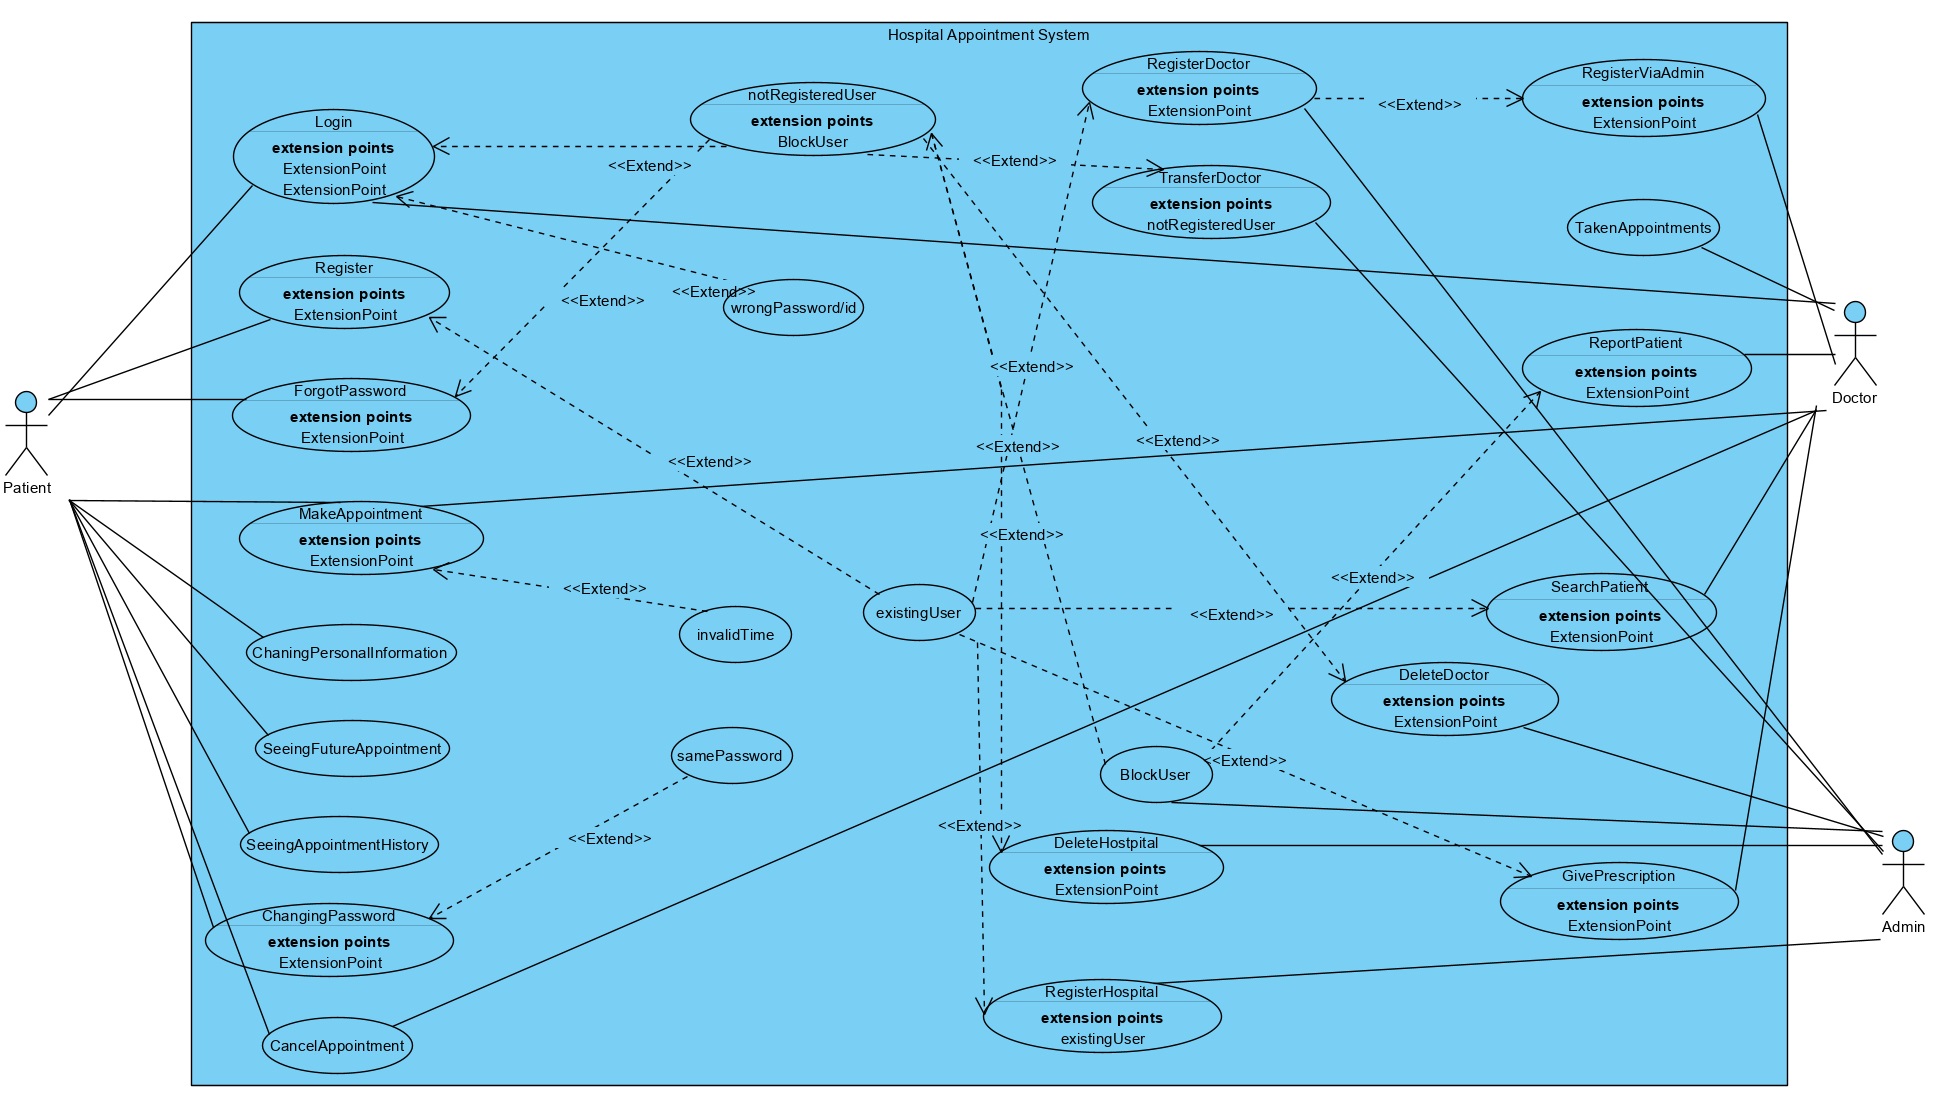 Hospital Appointment System
RegisterDoctor
extension points
ExtensionPoint
RegisterViaAdmin
extension points
ExtensionPoint
<<Extend>>
notRegisteredUser
extension points
BlockUser
Login
extension points
ExtensionPoint
ExtensionPoint
<<Extend>>
<<Extend>>
TransferDoctor
extension points
notRegisteredUser
TakenAppointments
Register
extension points
ExtensionPoint
<<Extend>>
<<Extend>>
wrongPassword/id
ReportPatient
extension points
ExtensionPoint
Doctor
ForgotPassword
extension points
ExtensionPoint
<<Extend>>
<<Extend>>
<<Extend>>
<<Extend>>
Patient
MakeAppointment
extension points
ExtensionPoint
<<Extend>>
<<Extend>>
<<Extend>>
SearchPatient
extension points
ExtensionPoint
existingUser
<<Extend>>
invalidTime
ChaningPersonalInformation
DeleteDoctor
extension points
ExtensionPoint
SeeingFutureAppointment
samePassword
<<Extend>>
BlockUser
<<Extend>>
<<Extend>>
SeeingAppointmentHistory
DeleteHostpital
extension points
ExtensionPoint
GivePrescription
extension points
ExtensionPoint
Admin
ChangingPassword
extension points
ExtensionPoint
RegisterHospital
extension points
existingUser
CancelAppointment